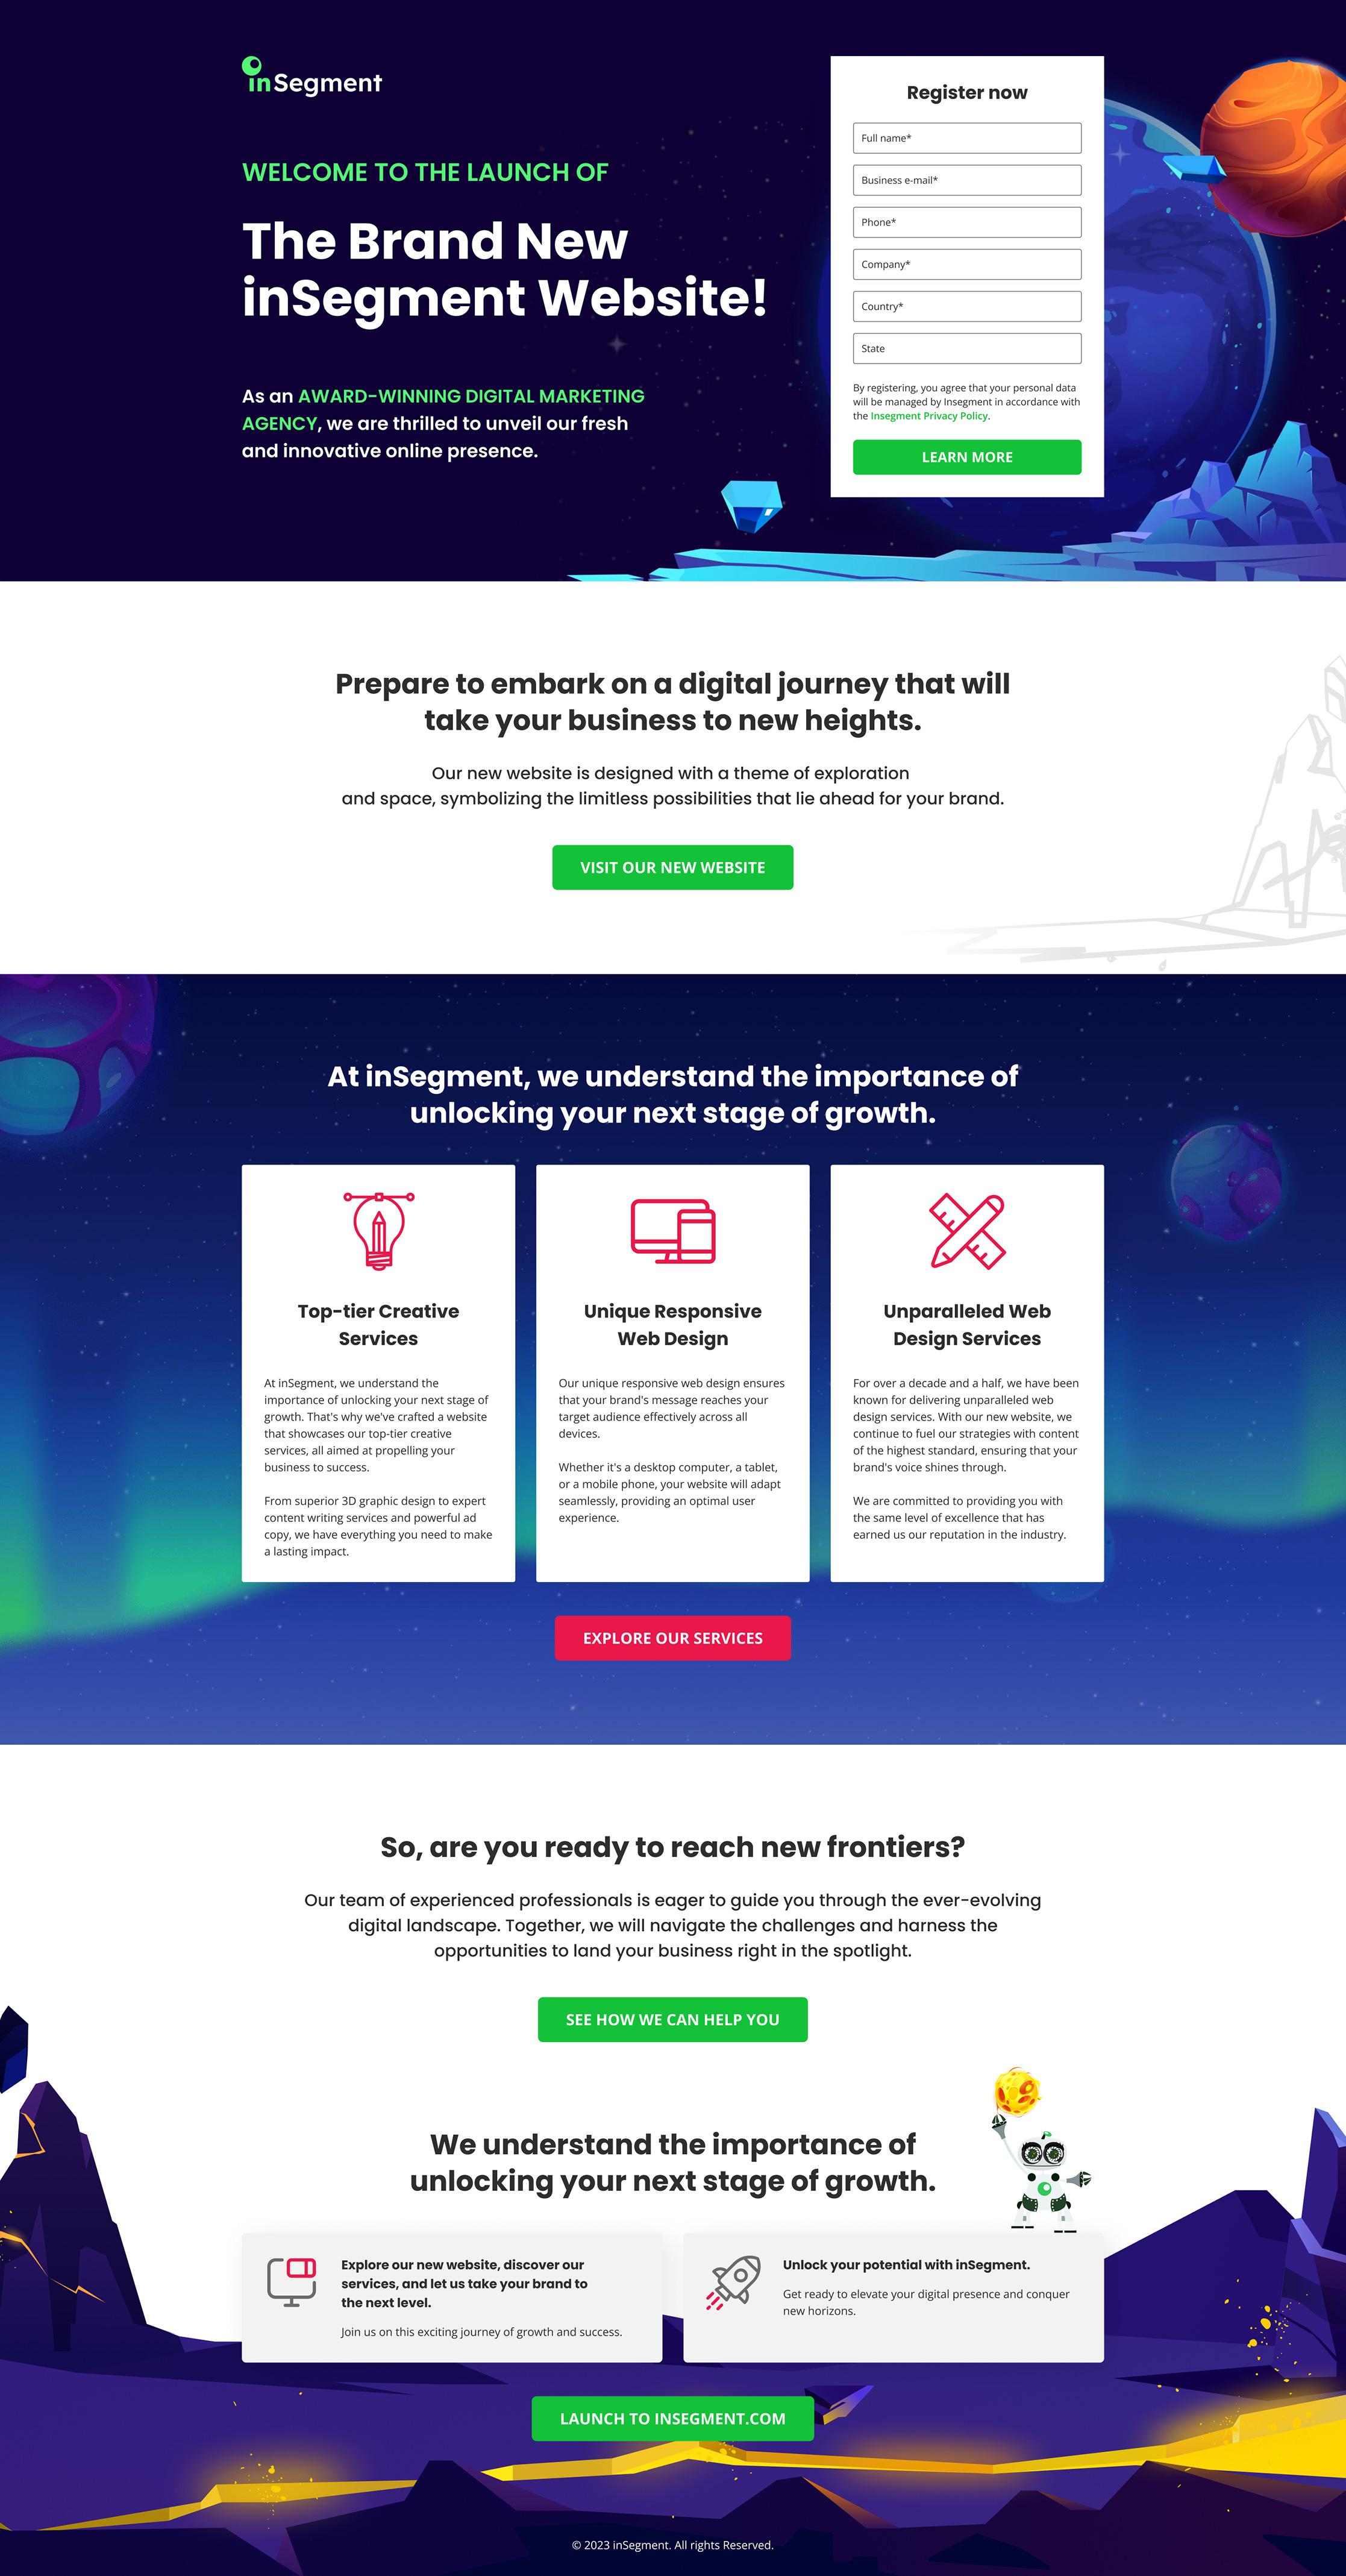 inSegment
WELCOME TO THE LAUNCH OF
The Brand New
inSegment Website!
As an AWARD-WINNING DIGITAL MARKETING
AGENCY, we are thrilled to unveil our fresh
and innovative online presence.
Register now
Full name*
Business e-mail*
Phone*
Company*
Country*
State
By registering, you agree that your personal data
will be managed by Insegment in accordance with
the Insegment Privacy Policy.
LEARN MORE
Prepare to embark on a digital journey that will
take your business to new heights.
Our new website is designed with a theme of exploration
and space, symbolizing the limitless possibilities that lie ahead for your brand.
VISIT OUR NEW WEBSITE
At inSegment, we understand the importance of
unlocking your next stage of growth.
Top-tier Creative
Services
At inSegment, we understand the
importance of unlocking your next stage of
growth. That's why we've crafted a website
that showcases our top-tier creative
services, all aimed at propelling your
business to success.
From superior 3D graphic design to expert
content writing services and powerful ad
copy, we have everything you need to make
a lasting impact.
Unique Responsive
Web Design
Our unique responsive web design ensures
that your brand's message reaches your
target audience effectively across all
devices.
Whether it's a desktop computer, a tablet,
or a mobile phone, your website will adapt
seamlessly, providing an optimal user
experience.
Unparalleled Web
Design Services
For over a decade and a half, we have been
known for delivering unparalleled web
design services. With our new website, we
continue to fuel our strategies with content
of the highest standard, ensuring that your
brand's voice shines through.
We are committed to providing you with
the same level of excellence that has
earned us our reputation in the industry.
EXPLORE OUR SERVICES
So, are you ready to reach new frontiers?
Our team of experienced professionals is eager to guide you through the ever-evolving
digital landscape. Together, we will navigate the challenges and harness the
opportunities to land your business right in the spotlight.
SEE HOW WE CAN HELP YOU
We understand the importance of
unlocking your next stage of growth.
Explore our new website, discover our
services, and let us take your brand to
the next level.
Join us on this exciting journey of growth and success.
Unlock your potential with inSegment.
Get ready to elevate your digital presence and conquer
new horizons.
LAUNCH TO INSEGMENT.COM
© 2023 inSegment. All rights Reserved.